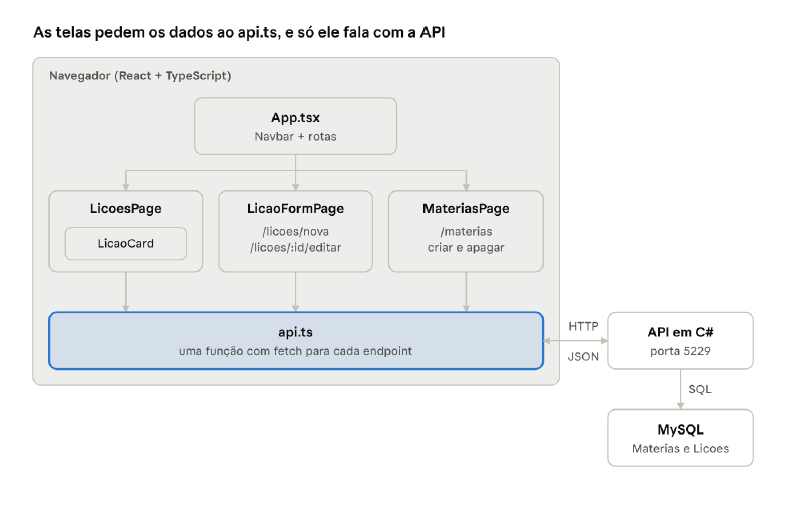 As telas pedem os dados ao api.ts, e só ele fala com a API
Navegador (React + TypeScript)
App.tsx
Navbar + rotas
LicoesPage
LicaoCard
LicaoFormPage
/licoes/nova
/licoes/:id/editar
MateriasPage
/materias
criar e apagar
api.ts
uma função com fetch para cada endpoint
HTTP
JSON
API em C#
porta 5229
SQL
MySQL
Materias e Licoes